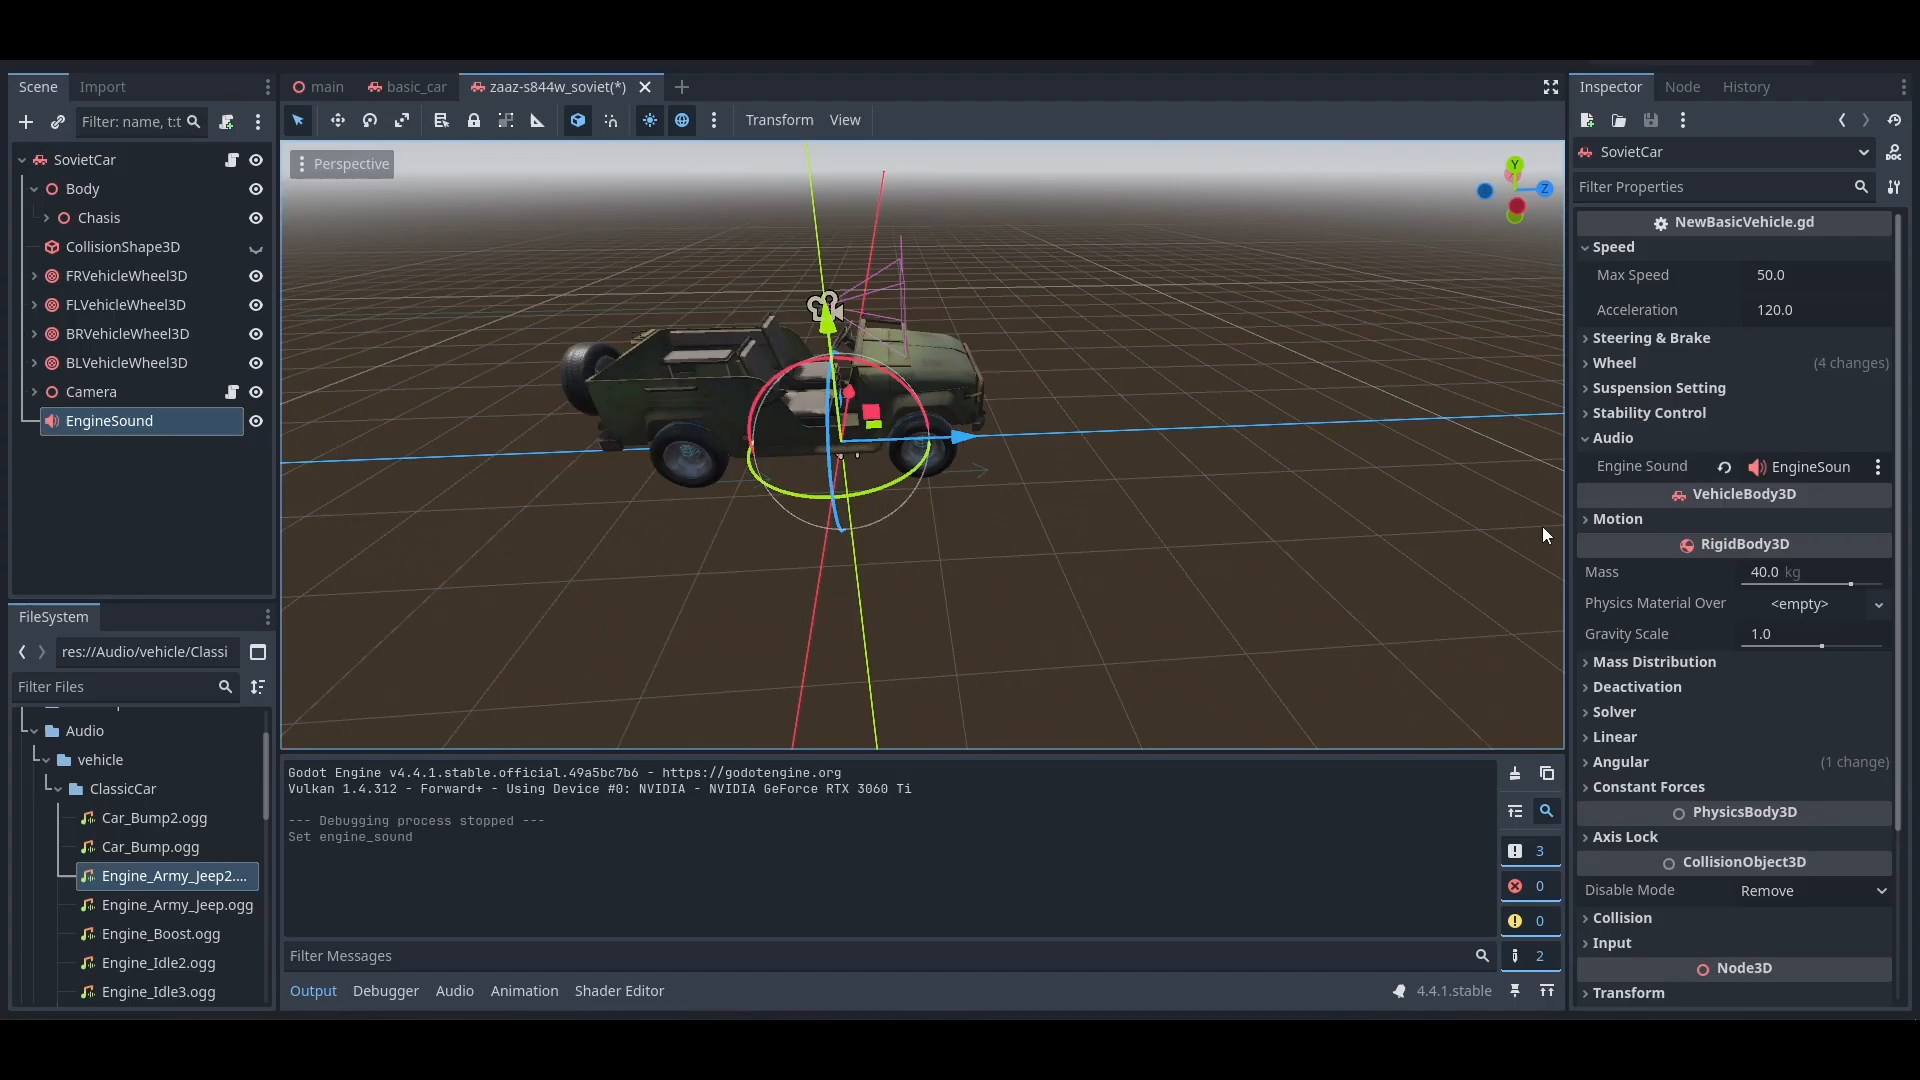 Scene
Import
Filter: name, t:t
SovietCar
Body
Chasis
CollisionShape3D
FRVehicleWheel3D
FLVehicleWheel3D
BRVehicleWheel3D
BLVehicleWheel3D
Camera
EngineSound
FileSystem
res://Audio/vehicle/Classi
Filter Files
Audio
vehicle
ClassicCar
Car_Bump2.ogg
Car_Bump.ogg
Engine_Army_Jeep2....
Engine_Army_Jeep.ogg
Engine_Boost.ogg
Engine_Idle2.ogg
Engine_Idle3.ogg
main
basic_car
zaaz-s844w_soviet(*)
Transform
View
Perspective
Y
Z
Godot Engine v4.4.1.stable.official.49a5bc7b6 - https://godotengine.org
Vulkan 1.4.312 - Forward+ - Using Device #0: NVIDIA - NVIDIA GeForce RTX 3060 Ti
--- Debugging process stopped ---
Set engine_sound
3
0
0
2
Filter Messages
Output
Debugger
Audio
Animation
Shader Editor
4.4.1.stable
Inspector
Node
History
SovietCar
DOC
Filter Properties
NewBasicVehicle.gd
Speed
Max Speed 50.0
Acceleration 120.0
Steering & Brake
Wheel (4 changes)
Suspension Setting
Stability Control
Audio
Engine Sound EngineSoun
VehicleBody3D
Motion
RigidBody3D
Mass 40.0 kg
Physics Material Over <empty>
Gravity Scale 1.0
Mass Distribution
Deactivation
Solver
Linear
Angular (1 change)
Constant Forces
PhysicsBody3D
Axis Lock
CollisionObject3D
Disable Mode Remove
Collision
Input
Node3D
Transform